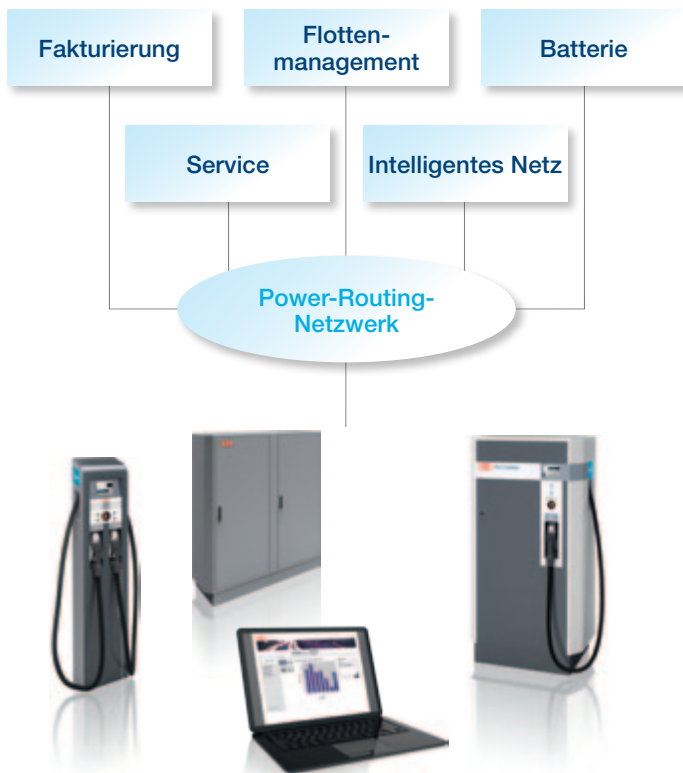 Fakturierung
Flotten-
management
Batterie
Service
Intelligentes Netz
Power-Routing-
Netzwerk